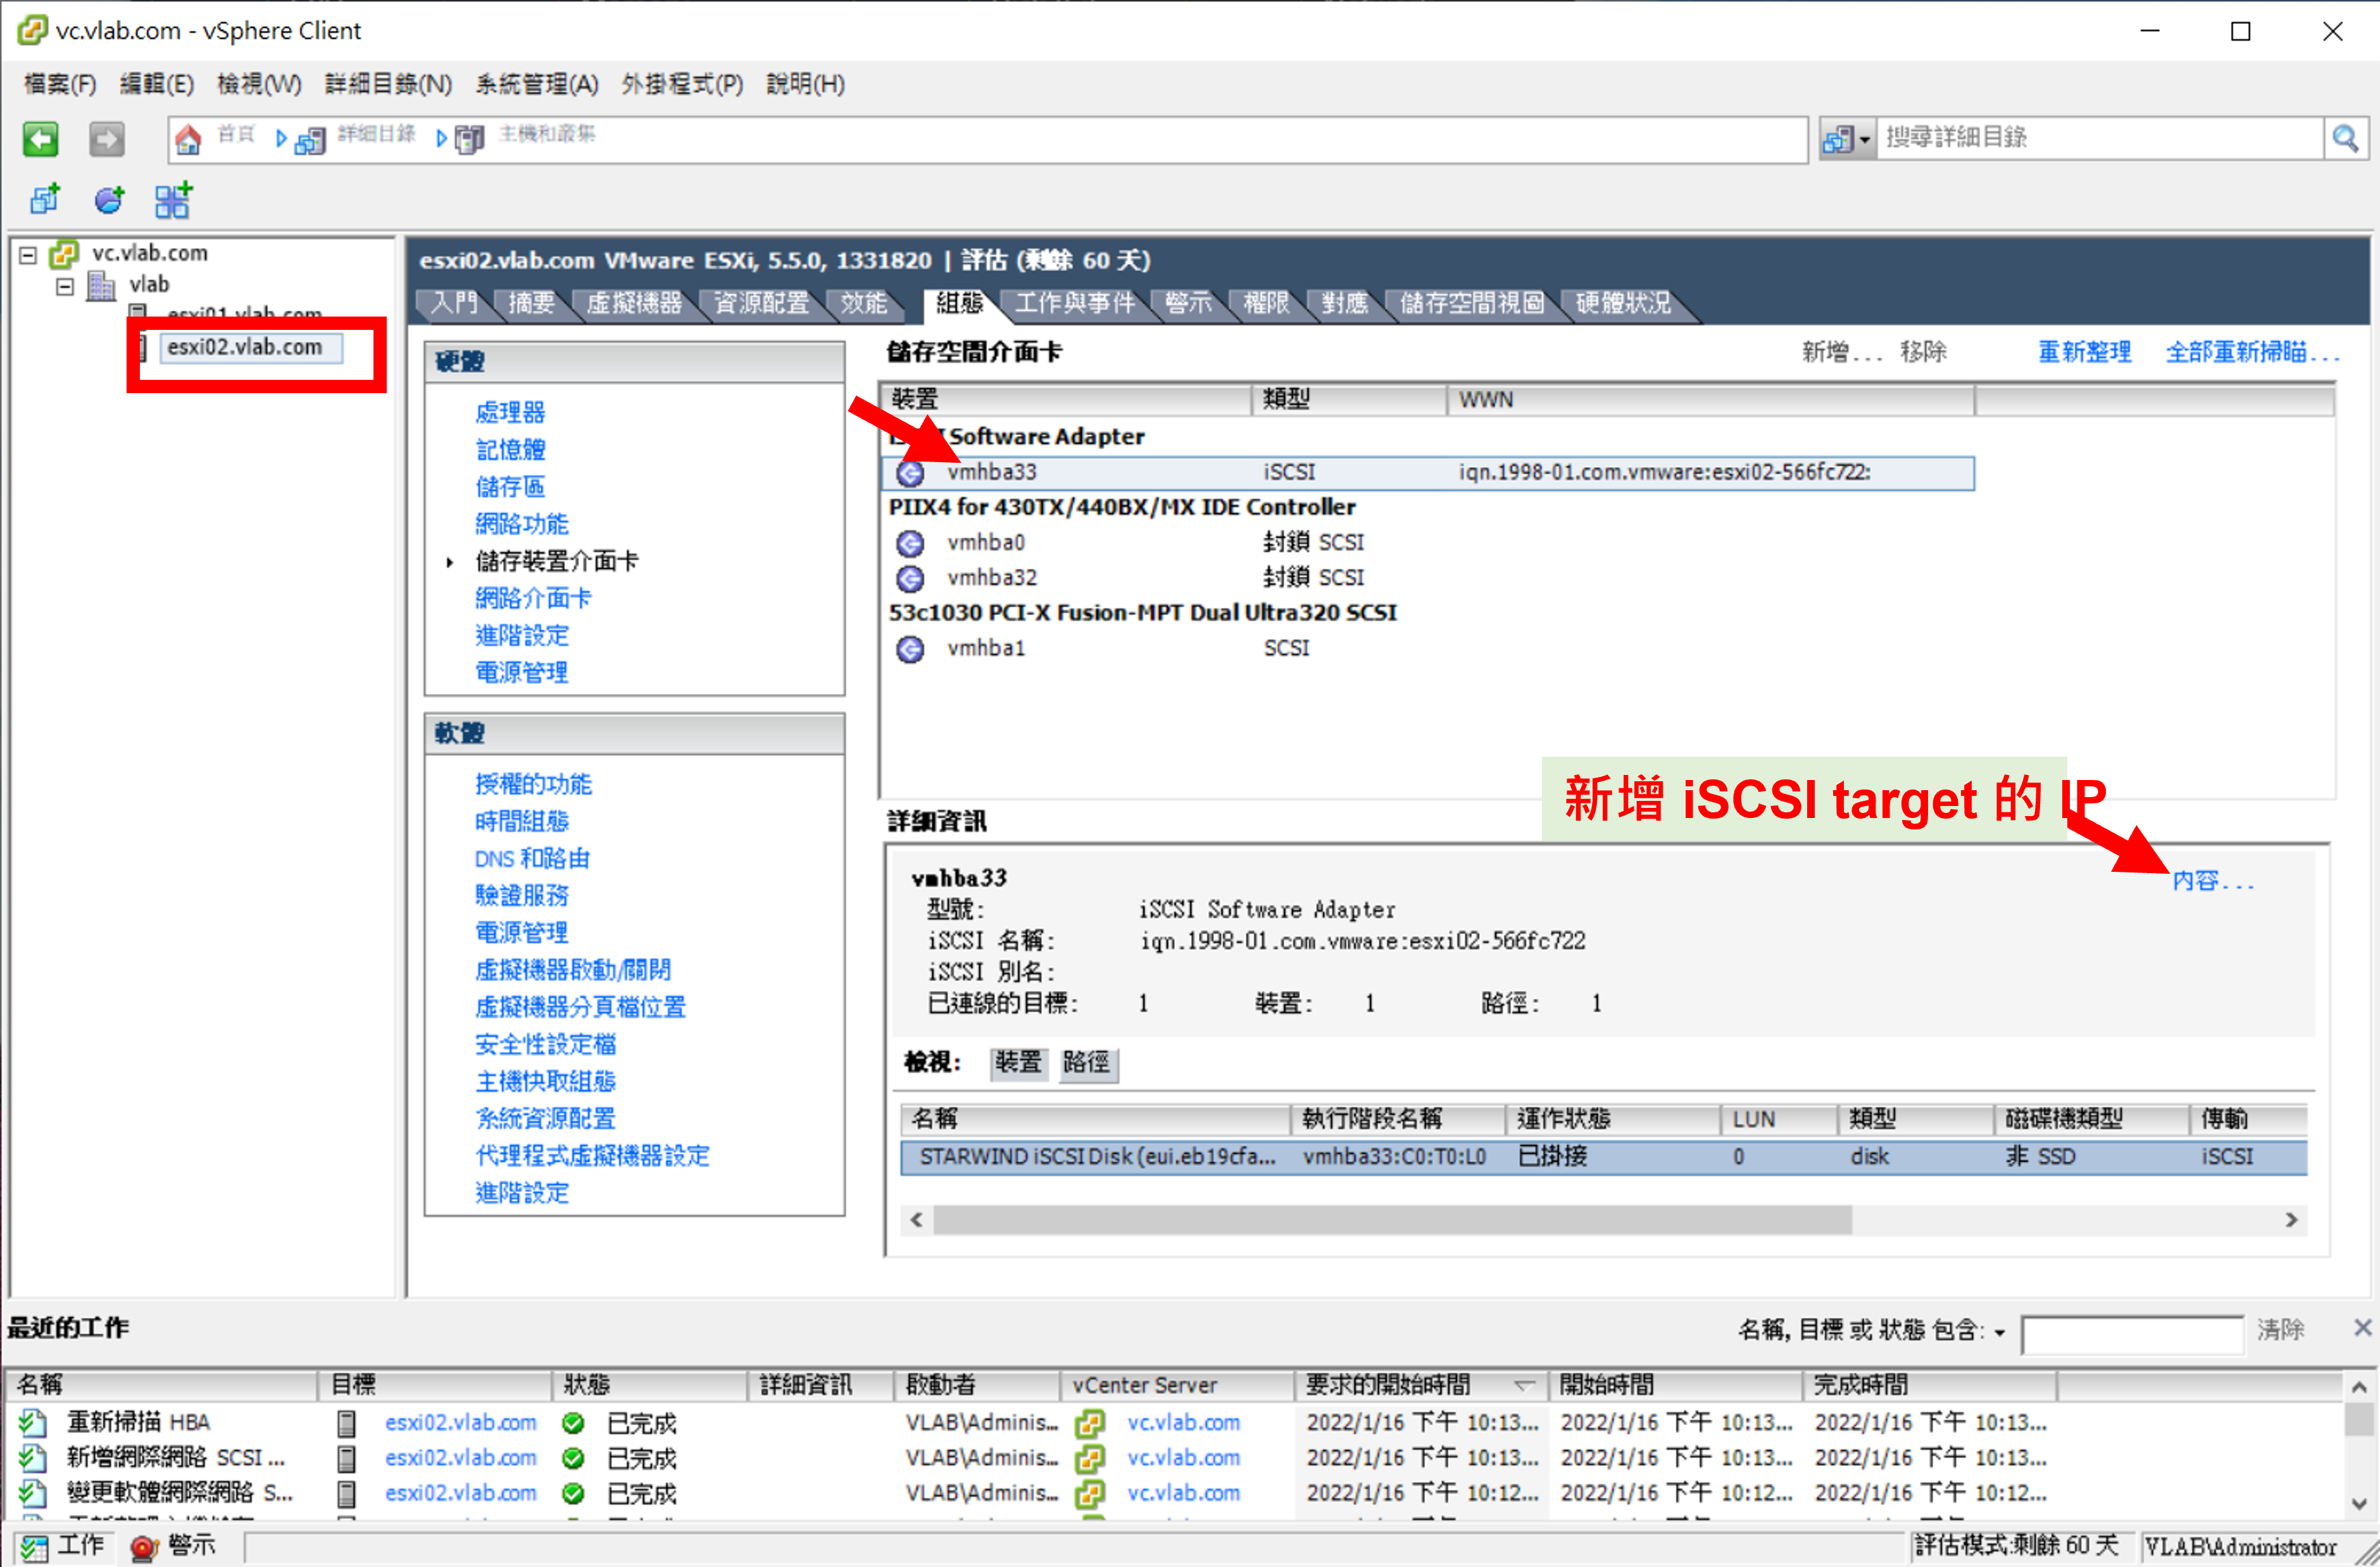 vc.vlab.com - vSphere Client
檔案(F) 編輯(E) 檢視(W) 詳細目錄(N) 系統管理(A) 外掛程式(P) 說明(H)
首頁 詳細目錄 主機和叢集 搜尋詳細目錄
vc.vlab.com
vlab
esxi01.vlab.com
esxi02.vlab.com
esxi02.vlab.com VMware ESXi, 5.5.0, 1331820 | 評估 (剩餘 60 天)
入門 摘要 虛擬機器 資源配置 效能 組態 工作與事件 警示 權限 對應 儲存空間視圖 硬體狀況
硬體
處理器
記憶體
儲存區
網路功能
儲存裝置介面卡
網路介面卡
進階設定
電源管理
軟體
授權的功能
時間組態
DNS 和路由
驗證服務
電源管理
虛擬機器啟動/關閉
虛擬機器分頁檔位置
安全性設定檔
主機快取組態
系統資源配置
代理程式虛擬機器設定
進階設定
儲存空間介面卡 新增... 移除 重新整理 全部重新掃瞄...
裝置 類型 WWN
Software Adapter
vmhba33 iSCSI iqn.1998-01.com.vmware:esxi02-566fc722:
PIIX4 for 430TX/440BX/MX IDE Controller
vmhba0 封鎖 SCSI
vmhba32 封鎖 SCSI
53c1030 PCI-X Fusion-MPT Dual Ultra320 SCSI
vmhba1 SCSI
新增 iSCSI target 的 IP
詳細資訊
vmhba33 內容...
型號: iSCSI Software Adapter
iSCSI 名稱: iqn.1998-01.com.vmware:esxi02-566fc722
iSCSI 別名:
已連線的目標: 1 裝置: 1 路徑: 1
檢視: 裝置 路徑
名稱 執行階段名稱 運作狀態 LUN 類型 磁碟機類型 傳輸
STARWIND iSCSI Disk (eui.eb19cfa... vmhba33:C0:T0:L0 已掛接 0 disk 非 SSD iSCSI
最近的工作 名稱, 目標 或 狀態 包含: 清除
名稱 目標 狀態 詳細資訊 啟動者 vCenter Server 要求的開始時間 開始時間 完成時間
重新掃描 HBA esxi02.vlab.com 已完成 VLAB\Adminis... vc.vlab.com 2022/1/16 下午 10:13... 2022/1/16 下午 10:13... 2022/1/16 下午 10:13...
新增網際網路 SCSI ... esxi02.vlab.com 已完成 VLAB\Adminis... vc.vlab.com 2022/1/16 下午 10:13... 2022/1/16 下午 10:13... 2022/1/16 下午 10:13...
變更軟體網際網路 S... esxi02.vlab.com 已完成 VLAB\Adminis... vc.vlab.com 2022/1/16 下午 10:12... 2022/1/16 下午 10:12... 2022/1/16 下午 10:12...
工作 警示 評估模式:剩餘 60 天 VLAB\Administrator